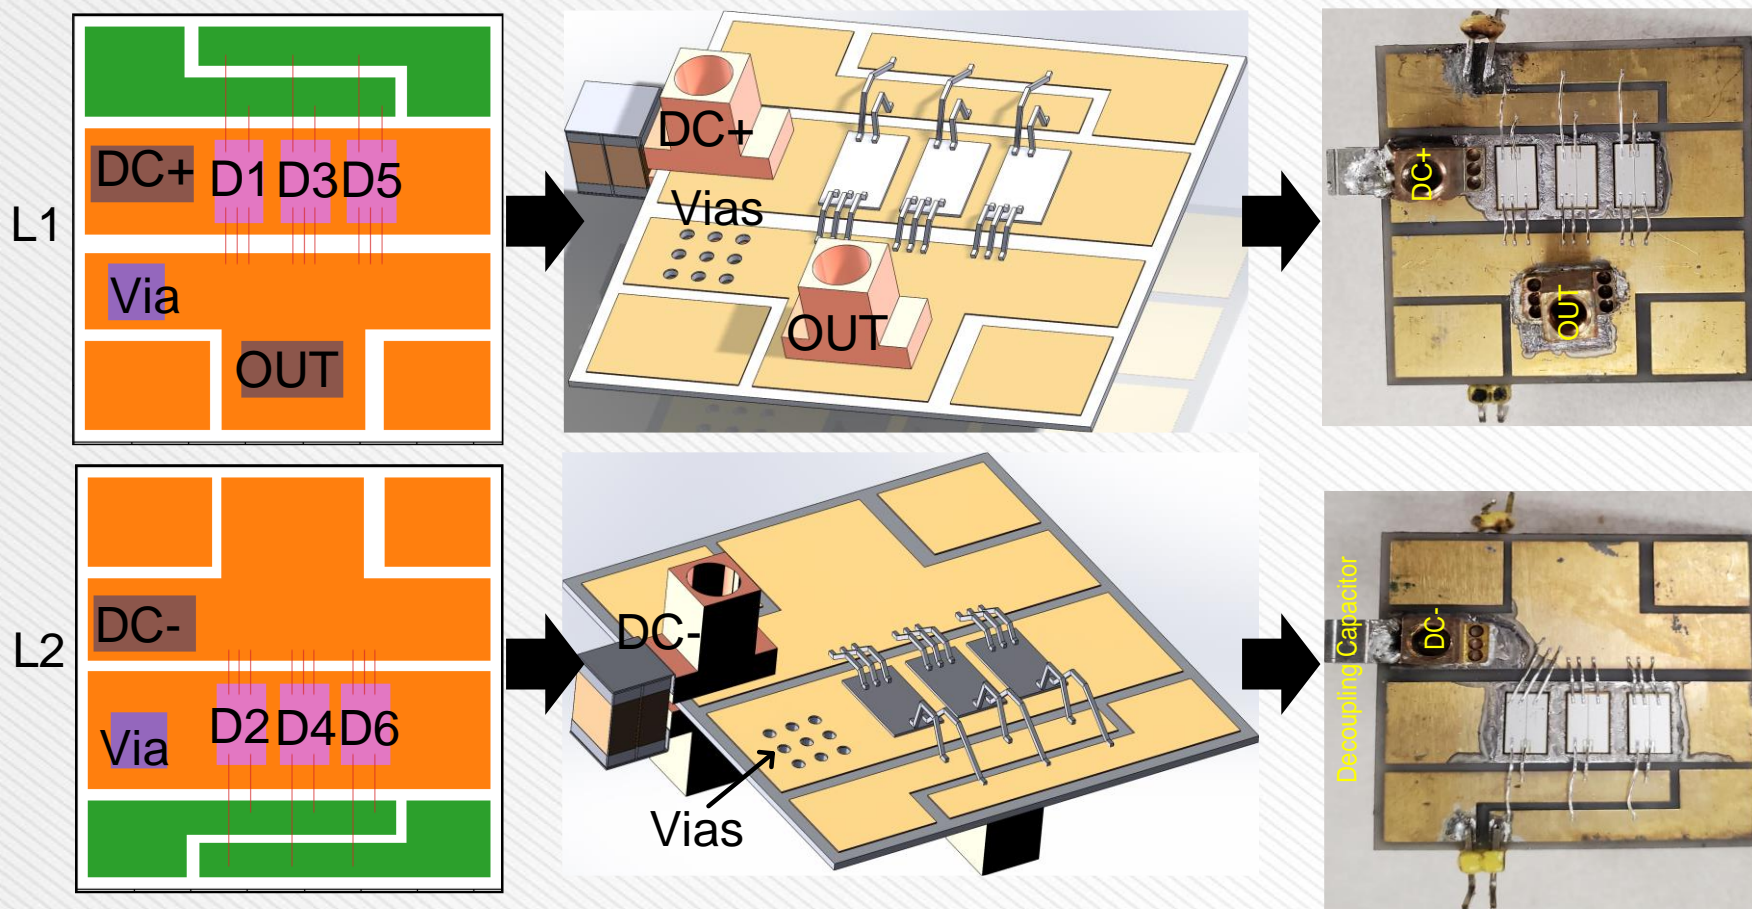 L1
DC+
D1
D3
D5
Via
OUT
DC+
Vias
OUT
DC+
OUT
L2
DC-
Via
D2
D4
D6
DC-
Vias
Decoupling Capacitor
DC-